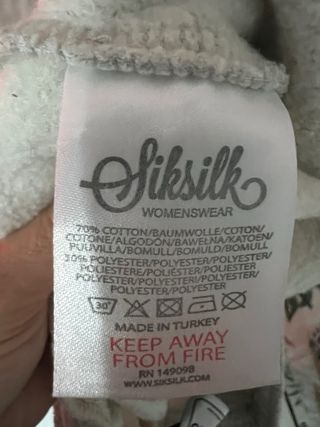 Siksilk
WOMENSWEAR
70% COTTON/BAUMWOLLE/COTON/
COTONE/ALGODÓN/BAWEŁNA/KATOEN/
PUUVILLA/BOMULL/BOMULD/BOMULL
30% POLYESTER/POLYESTER/POLYESTER/
POLIESTERE/POLIÉSTER/POLIESTER/
POLYESTER/POLYESTERI/POLYESTER/
POLYESTER/POLYESTER
30°
MADE IN TURKEY
KEEP AWAY
FROM FIRE
RN 149098
WWW.SIKSILK.COM